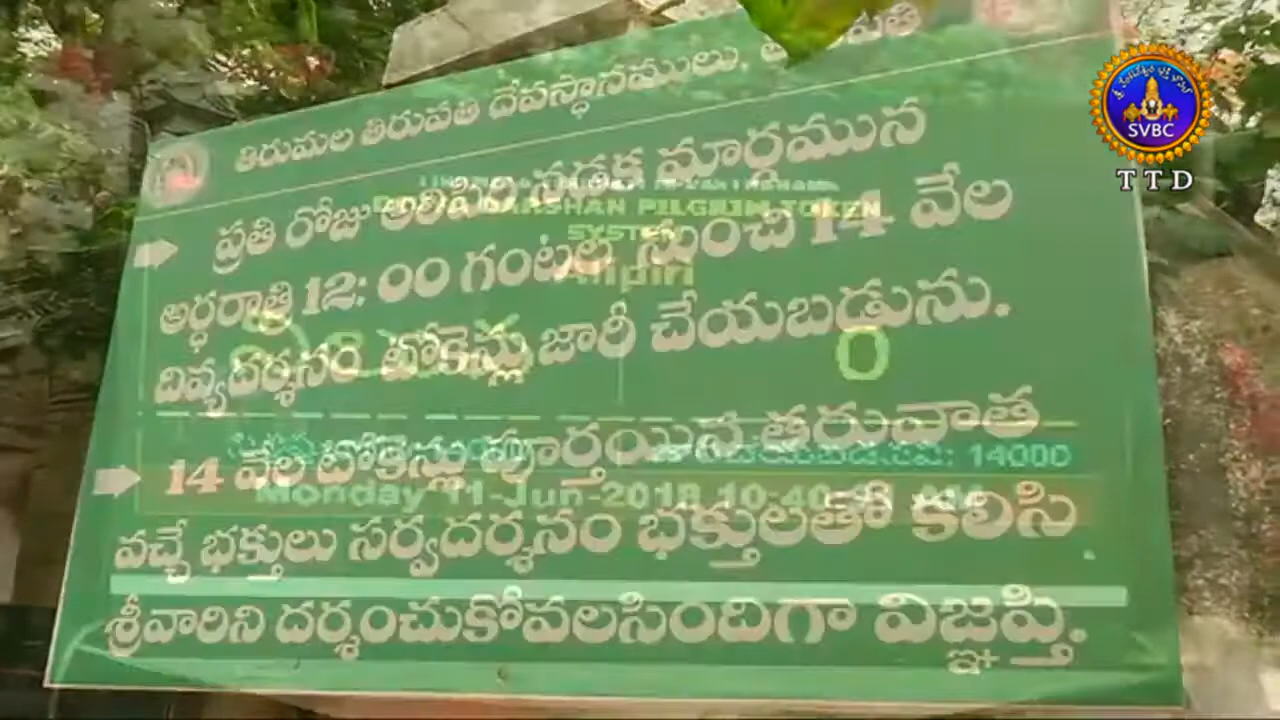 తిరుమల తిరుపతి దేవస్థానములు,
ప్రతి రోజు అలిపిరి నడక మార్గమున
అర్ధరాత్రి 12: 00 గంటల నుంచి 14 వేల
దివ్యదర్శనం టోకెన్లు జారీ చేయబడును.
14 వేల టోకెన్లు పూర్తయిన తరువాత
వచ్చే భక్తులు సర్వదర్శనం భక్తులతో కలిసి
శ్రీవారిని దర్శంచుకోవలసిందిగా విజ్ఞప్తి.
DIVYA DARSHAN PILGRIM TOKEN
SYSTEM
Alipiri
0
14000
Monday 11-Jun-2018 10:40
SVBC
TTD